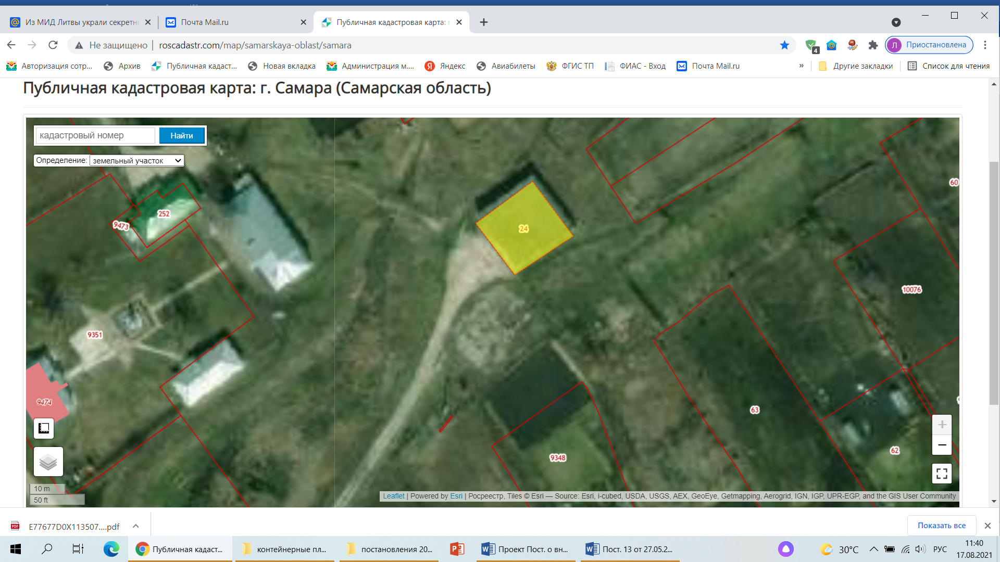 Из МИД Литвы украли секретн
Почта Mail.ru
Публичная кадастровая карта: г
Не защищено | roscadastr.com/map/samarskaya-oblast/samara
4
Л Приостановлена
Авторизация сотр...
Архив
Публичная кадаст...
Новая вкладка
Администрация м....
Яндекс
Авиабилеты
ФГИС ТП
ФИАС - Вход
Почта Mail.ru
»
Другие закладки
Список для чтения
Публичная кадастровая карта: г. Самара (Самарская область)
кадастровый номер
Найти
Определение: земельный участок
60
252
9473
24
10076
9351
9474
63
62
9348
+
−
10 m
50 ft
Leaflet | Powered by Esri | Росреестр, Tiles © Esri — Source: Esri, i-cubed, USDA, USGS, AEX, GeoEye, Getmapping, Aerogrid, IGN, IGP, UPR-EGP, and the GIS User Community
PDF E77677D0X113507....pdf
Показать все
Публичная кадаст...
контейнерные пл...
постановления 20...
Проект Пост. о вн...
Пост. 13 от 27.05.2...
30°C
РУС
11:40
17.08.2021